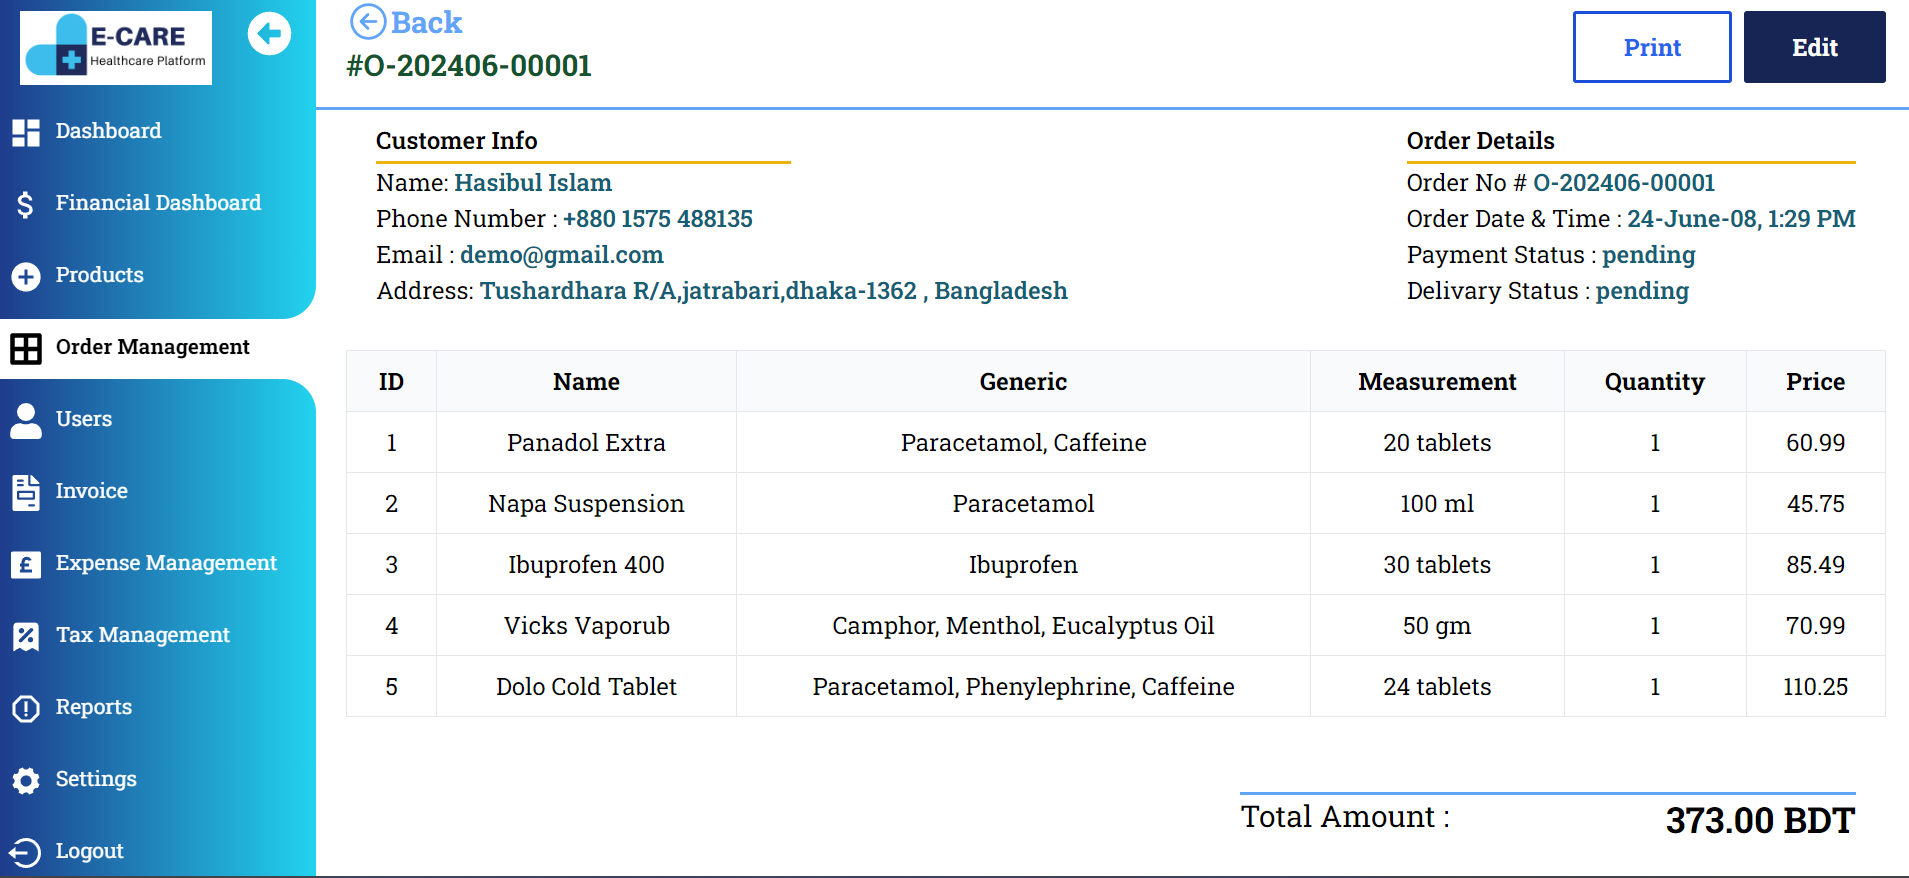 E-CARE
Healthcare Platform
Dashboard
Financial Dashboard
Products
Order Management
Users
Invoice
Expense Management
Tax Management
Reports
Settings
Logout
Back
#O-202406-00001
Print
Edit
Customer Info
Name: Hasibul Islam
Phone Number : +880 1575 488135
Email : demo@gmail.com
Address: Tushardhara R/A,jatrabari,dhaka-1362 , Bangladesh
Order Details
Order No # O-202406-00001
Order Date & Time : 24-June-08, 1:29 PM
Payment Status : pending
Delivary Status : pending
ID Name Generic Measurement Quantity Price
1 Panadol Extra Paracetamol, Caffeine 20 tablets 1 60.99
2 Napa Suspension Paracetamol 100 ml 1 45.75
3 Ibuprofen 400 Ibuprofen 30 tablets 1 85.49
4 Vicks Vaporub Camphor, Menthol, Eucalyptus Oil 50 gm 1 70.99
5 Dolo Cold Tablet Paracetamol, Phenylephrine, Caffeine 24 tablets 1 110.25
Total Amount : 373.00 BDT